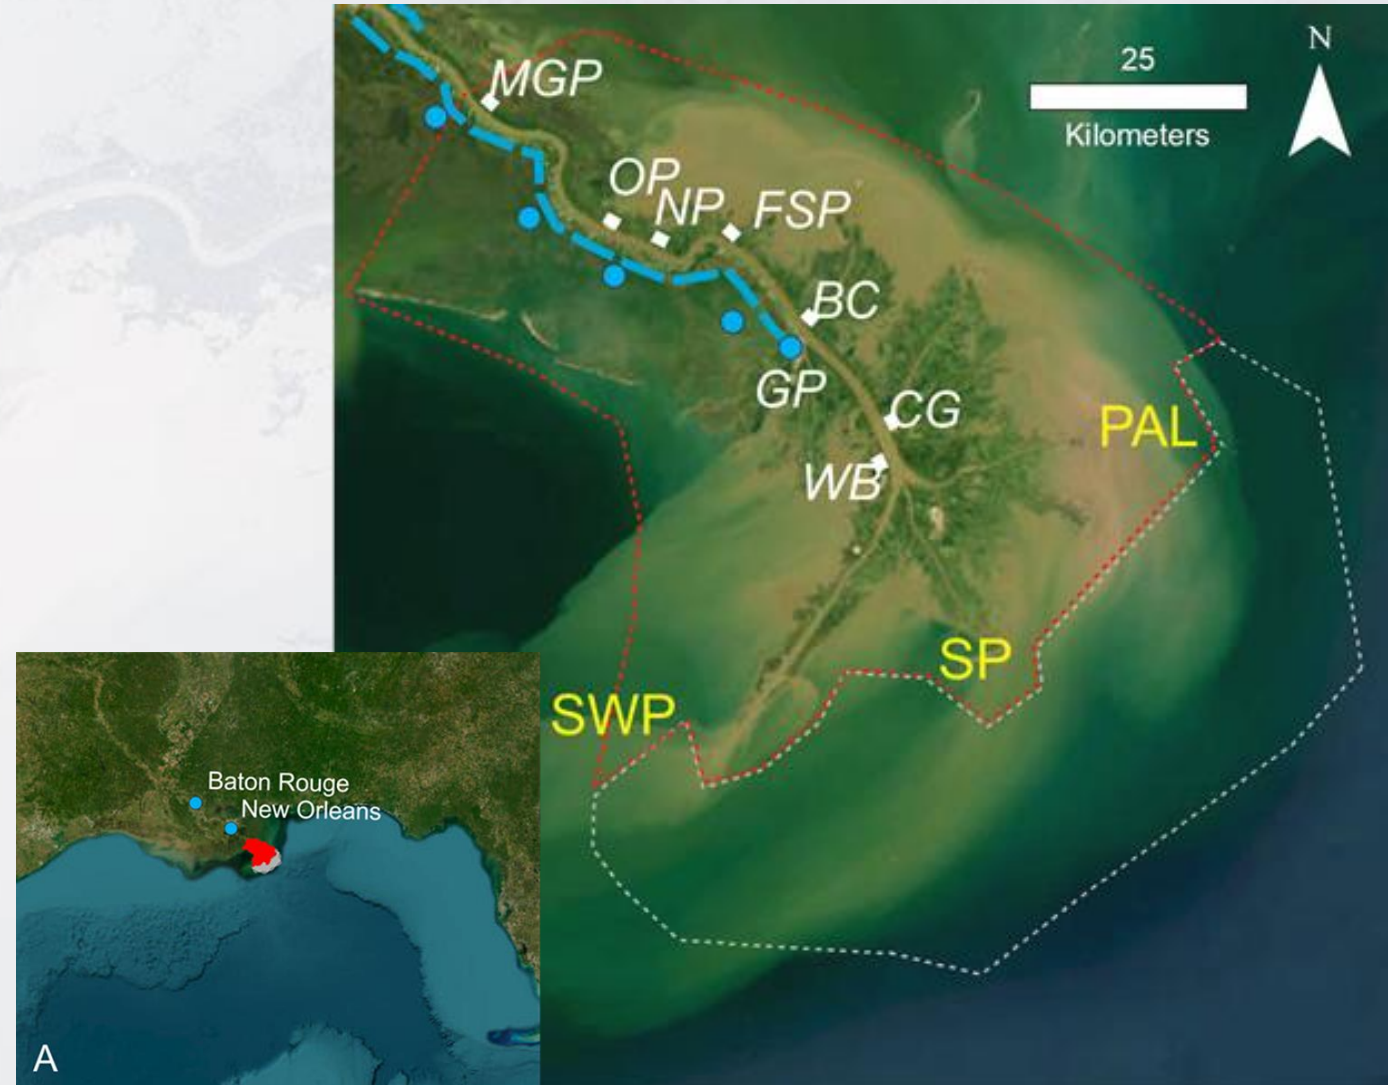 N
25
Kilometers
MGP
OP
NP
FSP
BC
GP
CG
PAL
WB
SP
SWP
Baton Rouge
New Orleans
A